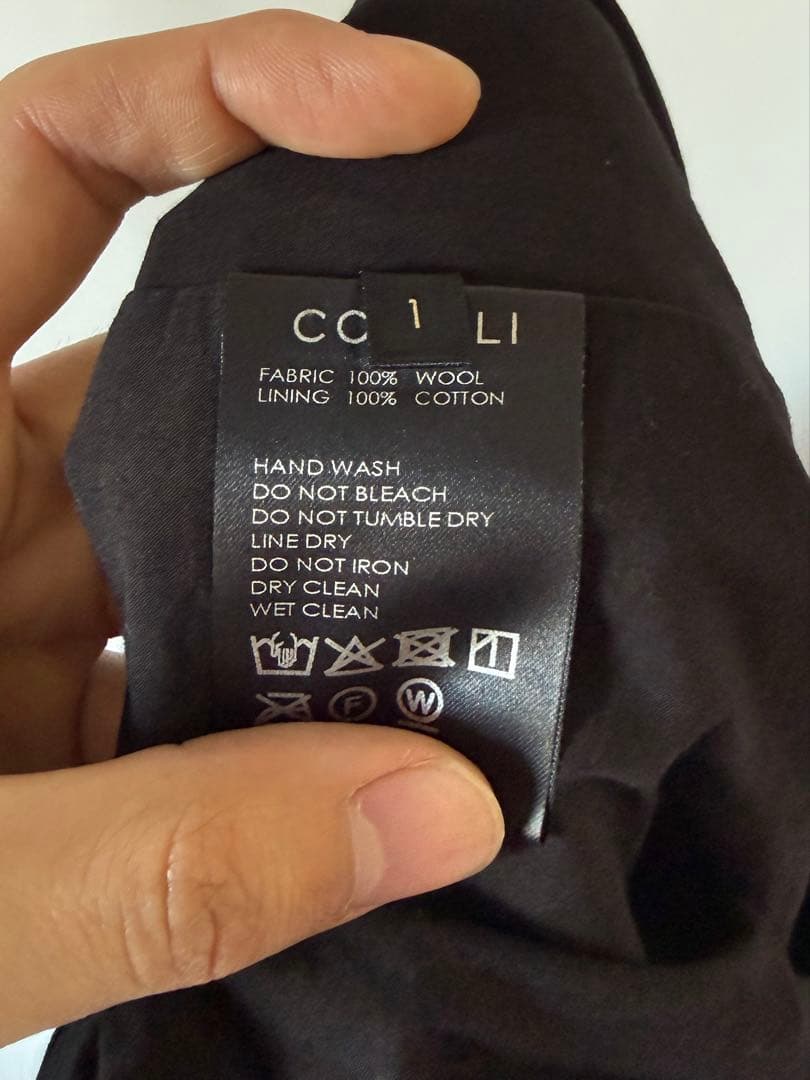 1
FABRIC 100% WOOL
LINING 100% COTTON
HAND WASH
DO NOT BLEACH
DO NOT TUMBLE DRY
LINE DRY
DO NOT IRON
DRY CLEAN
WET CLEAN
F W